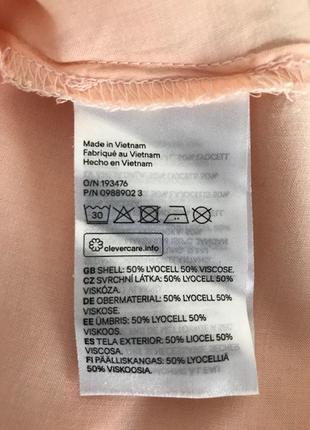 Made in Vietnam
Fabriqué au Vietnam
Hecho en Vietnam
O/N 193476
P/N 0988902 3
30
clevercare.info
GB SHELL: 50% LYOCELL 50% VISCOSE.
CZ SVRCHNÍ LÁTKA: 50% LYOCELL 50%
VISKÓZA.
DE OBERMATERIAL: 50% LYOCELL 50%
VISKOSE.
EE ÜMBRIS: 50% LYOCELL 50%
VISKOOS.
ES TELA EXTERIOR: 50% LIOCEL 50%
VISCOSA.
FI PÄÄLLISKANGAS: 50% LYOCELLIÄ
50% VISKOOSIA.